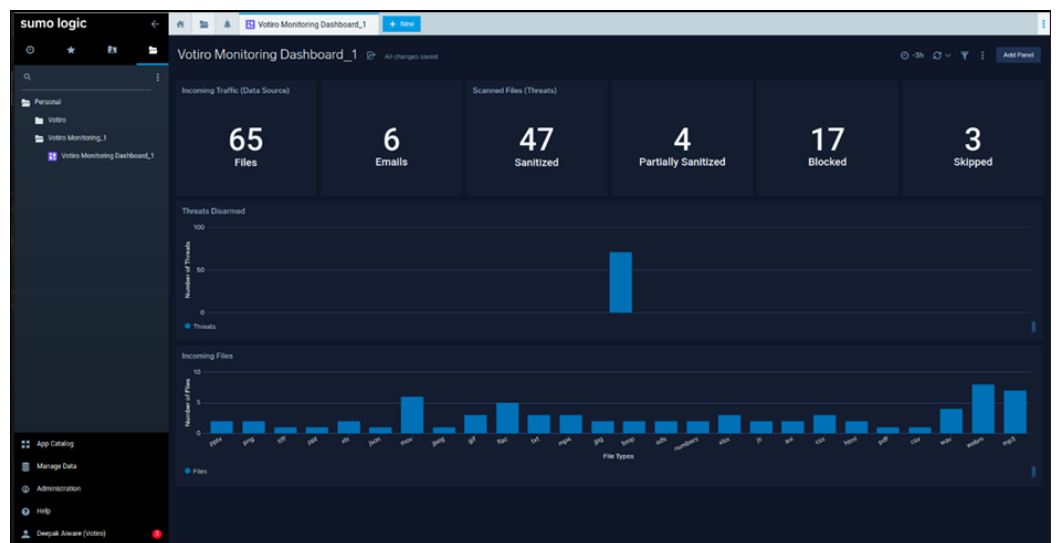 sumo logic
Votiro Monitoring Dashboard_1
+ New
Votiro Monitoring Dashboard_1
All changes saved
-3h
Add Panel
Personal
Votiro
Votiro Monitoring_1
Votiro Monitoring Dashboard_1
Incoming Traffic (Data Source)
Scanned Files (Threats)
65
Files
6
Emails
47
Sanitized
4
Partially Sanitized
17
Blocked
3
Skipped
Threats Disarmed
100
50
0
Number of Threats
Threats
Incoming Files
10
5
0
Number of Files
pptx png tiff ppt xls json mov jpeg gif flac txt mp4 jpg bmp ods numbers xlsx js avi css html pdf csv wav webm mp3
File Types
Files
App Catalog
Manage Data
Administration
Help
Deepak Aiware (Votiro)
3